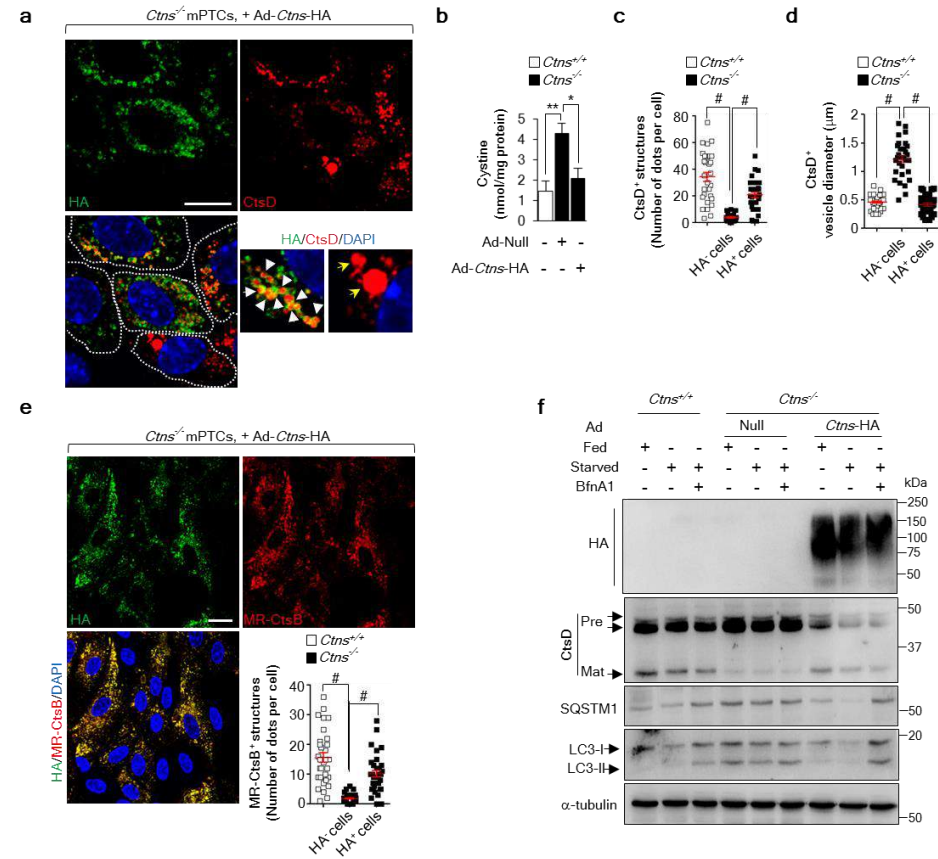 a
Ctns-/- mPTCs, + Ad-Ctns-HA
HA
CtsD
HA/CtsD/DAPI
b
Ctns+/+
Ctns-/-
** *
Cystine
(nmol/mg protein)
5
4
3
2
1
0
Ad-Null - + -
Ad-Ctns-HA - - +
c
Ctns+/+
Ctns-/-
# #
CtsD+ structures
(Number of dots per cell)
80
60
40
20
0
HA- cells
HA+ cells
d
Ctns+/+
Ctns-/-
# #
CtsD+
vesicle diameter (µm)
2
1.5
1
0.5
0
HA- cells
HA+ cells
e
Ctns-/- mPTCs, + Ad-Ctns-HA
HA
MR-CtsB
HA/MR-CtsB/DAPI
Ctns+/+
Ctns-/-
# #
MR-CtsB+ structures
(Number of dots per cell)
40
30
20
10
0
HA- cells
HA+ cells
f
Ctns+/+ Ctns-/-
Ad Null Ctns-HA
Fed + - - + - - + - -
Starved - + + - + + - + +
BfnA1 - - + - - + - - +
kDa
HA
250
150
100
75
50
CtsD
Pre
Mat
50
37
SQSTM1
50
LC3-I
LC3-II
20
α-tubulin
50